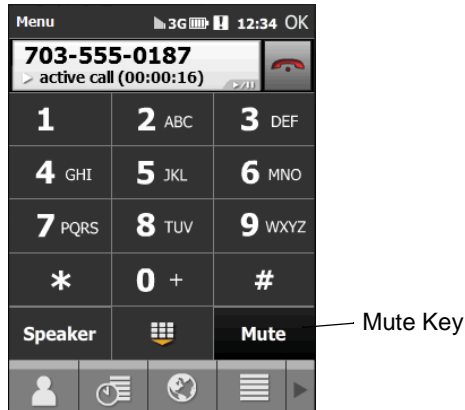 Menu 3G 12:34 OK
703-555-0187
active call (00:00:16)
1 2 ABC 3 DEF
4 GHI 5 JKL 6 MNO
7 PQRS 8 TUV 9 WXYZ
* 0 + #
Speaker Mute
Mute Key